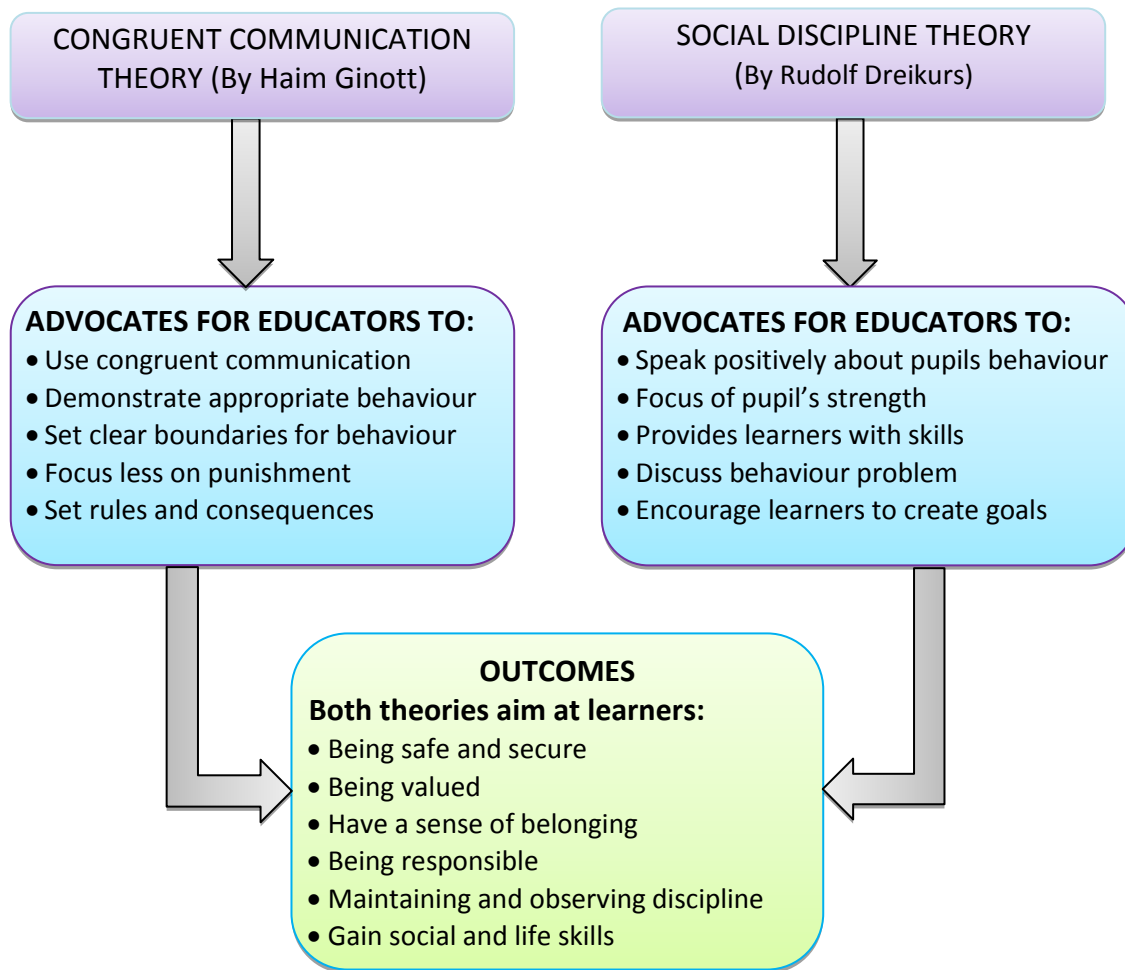 CONGRUENT COMMUNICATION
THEORY (By Haim Ginott)
SOCIAL DISCIPLINE THEORY
(By Rudolf Dreikurs)
ADVOCATES FOR EDUCATORS TO:
• Use congruent communication
• Demonstrate appropriate behaviour
• Set clear boundaries for behaviour
• Focus less on punishment
• Set rules and consequences
ADVOCATES FOR EDUCATORS TO:
• Speak positively about pupils behaviour
• Focus of pupil’s strength
• Provides learners with skills
• Discuss behaviour problem
• Encourage learners to create goals
OUTCOMES
Both theories aim at learners:
• Being safe and secure
• Being valued
• Have a sense of belonging
• Being responsible
• Maintaining and observing discipline
• Gain social and life skills